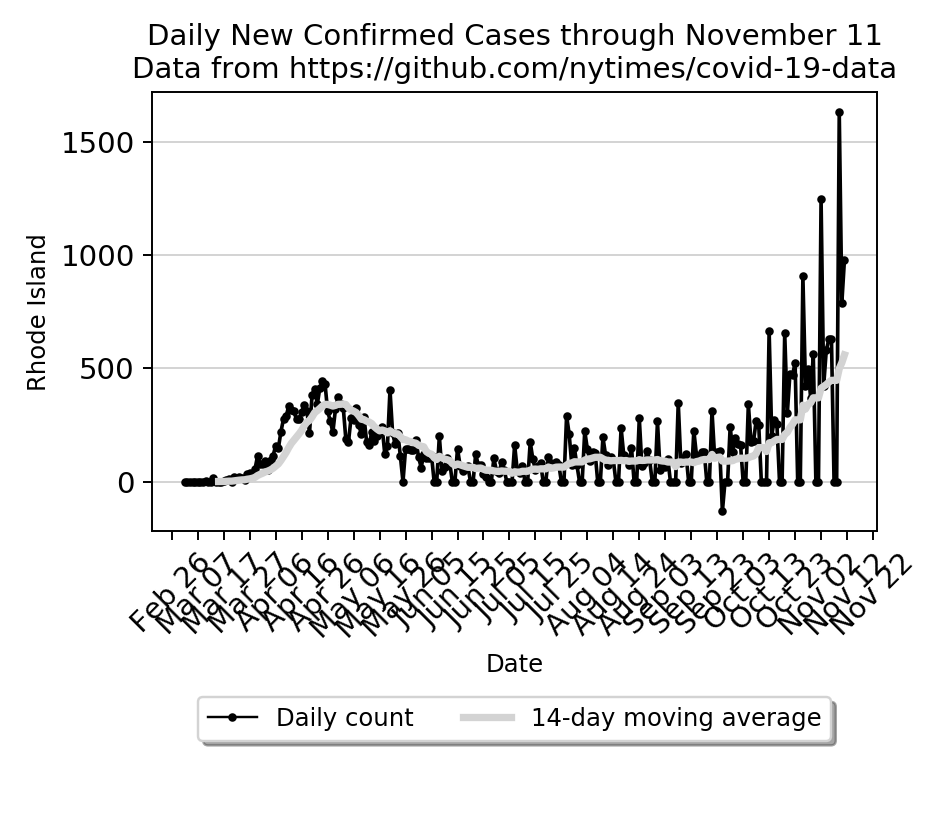 Daily New Confirmed Cases through November 11
Data from https://github.com/nytimes/covid-19-data
Rhode Island
1500
1000
500
0
Feb 26
Mar 07
Mar 17
Mar 27
Apr 06
Apr 16
Apr 26
May 06
May 16
May 26
Jun 05
Jun 15
Jun 25
Jul 05
Jul 15
Jul 25
Aug 04
Aug 14
Aug 24
Sep 03
Sep 13
Sep 23
Oct 03
Oct 13
Oct 23
Nov 02
Nov 12
Nov 22
Date
Daily count
14-day moving average